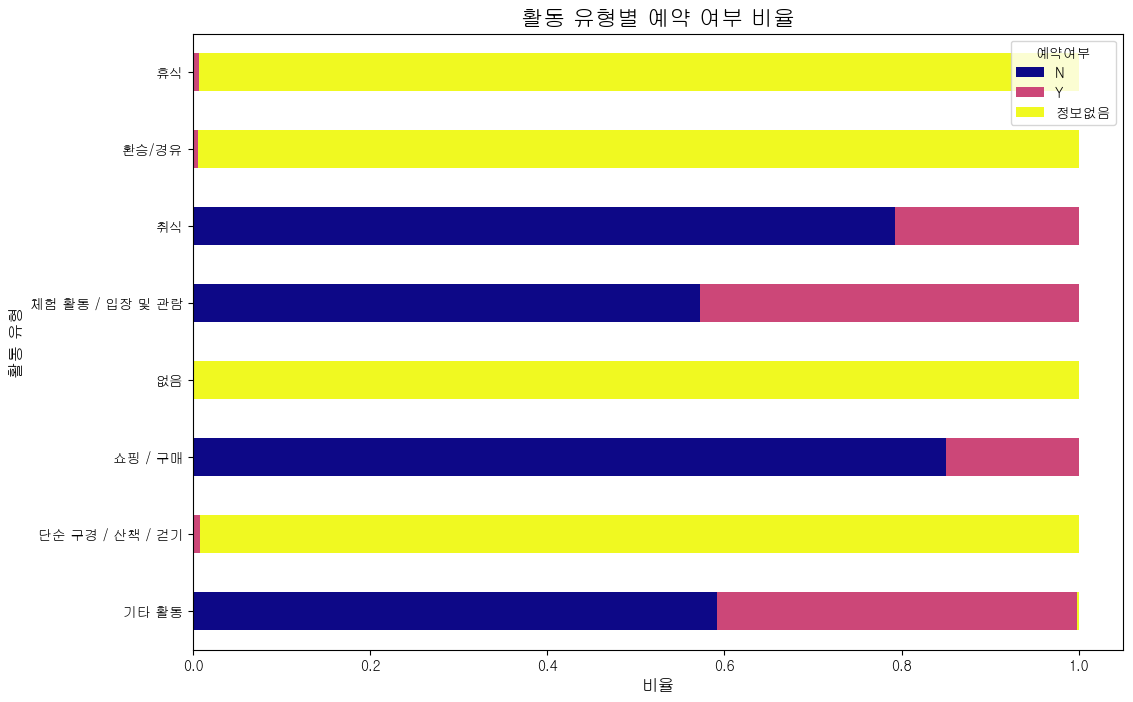 활동 유형별 예약 여부 비율
예약여부
N
Y
정보없음
활동 유형
휴식
환승/경유
취식
체험 활동 / 입장 및 관람
없음
쇼핑 / 구매
단순 구경 / 산책 / 걷기
기타 활동
0.0
0.2
0.4
0.6
0.8
1.0
비율